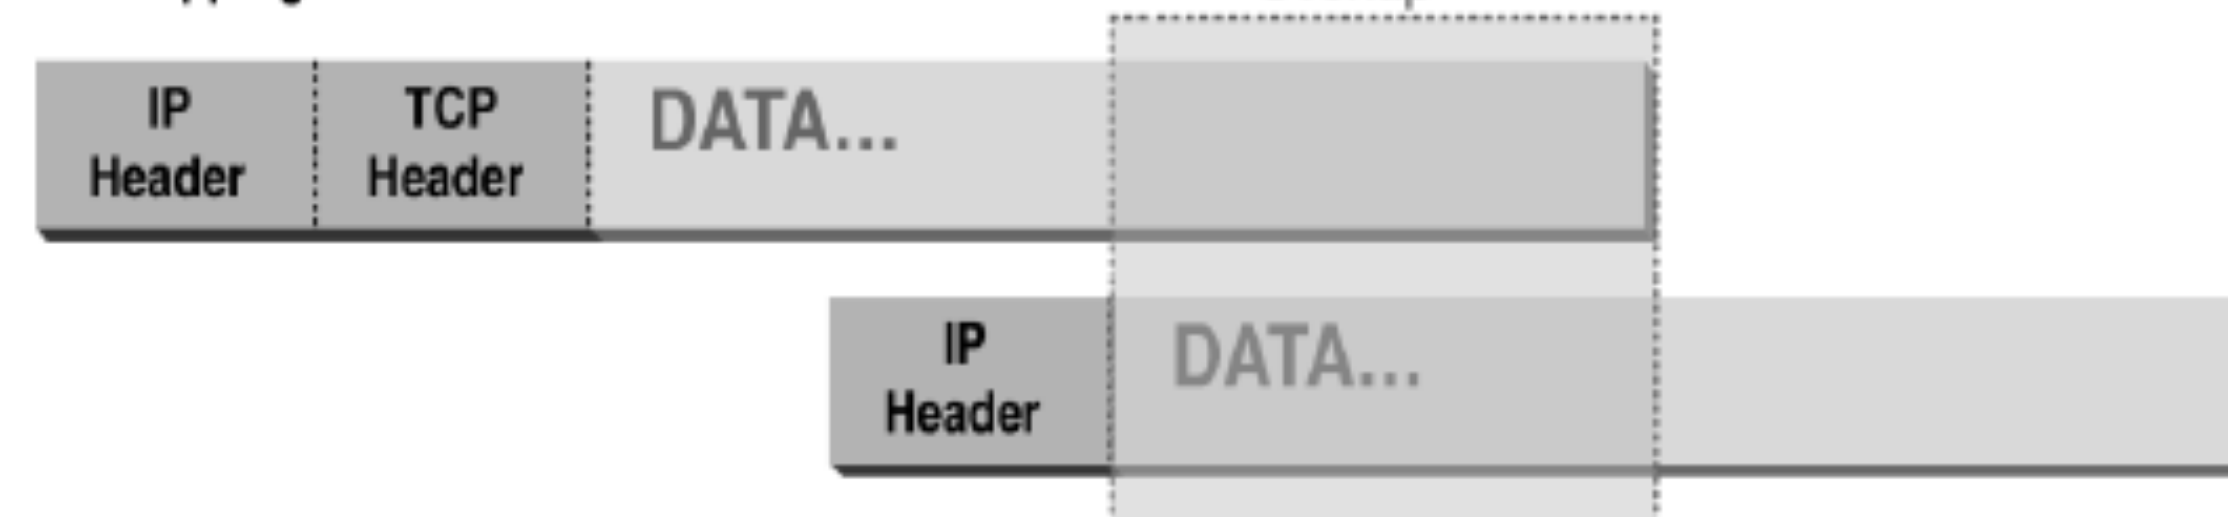 IP
Header
TCP
Header
DATA...
IP
Header
DATA...